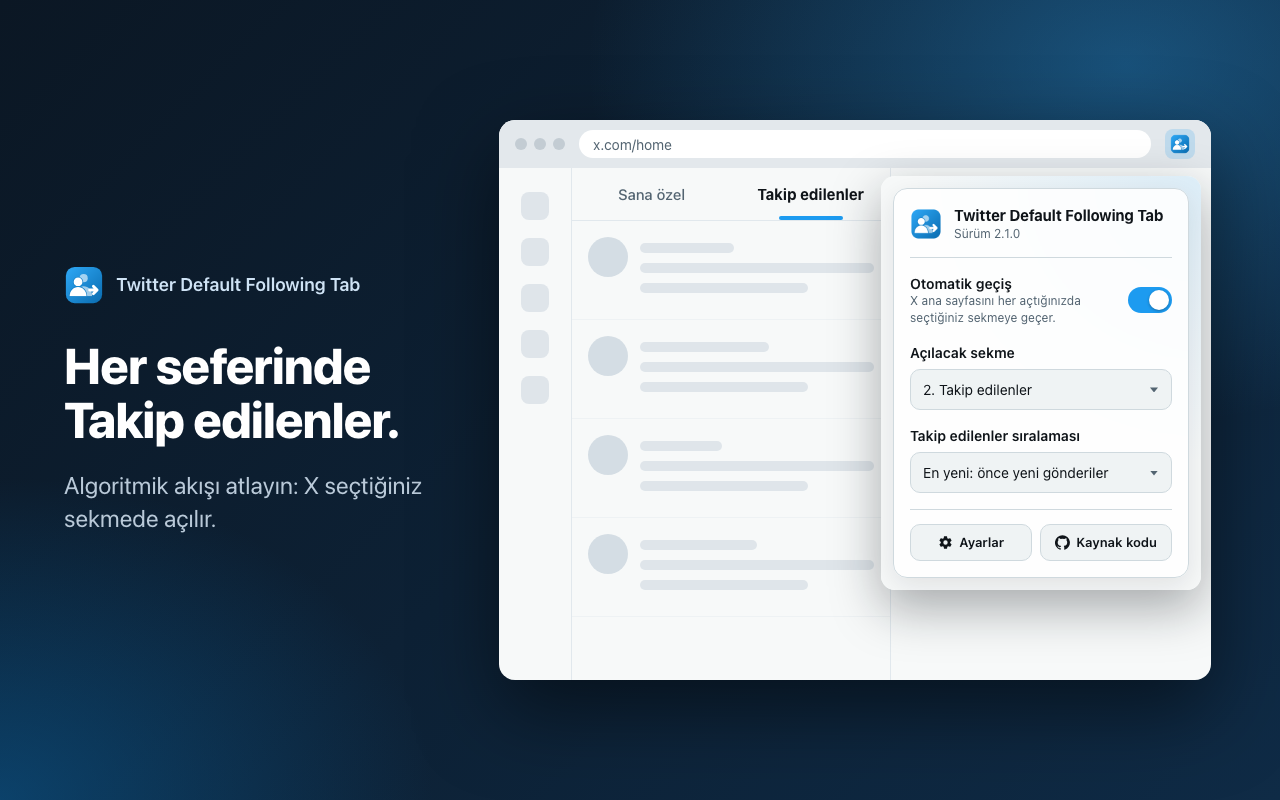 Twitter Default Following Tab
Her seferinde
Takip edilenler.
Algoritmik akışı atlayın: X seçtiğiniz
sekmede açılır.
x.com/home
Sana özel
Takip edilenler
Twitter Default Following Tab
Sürüm 2.1.0
Otomatik geçiş
X ana sayfasını her açtığınızda
seçtiğiniz sekmeye geçer.
Açılacak sekme
2. Takip edilenler
Takip edilenler sıralaması
En yeni: önce yeni gönderiler
Ayarlar
Kaynak kodu